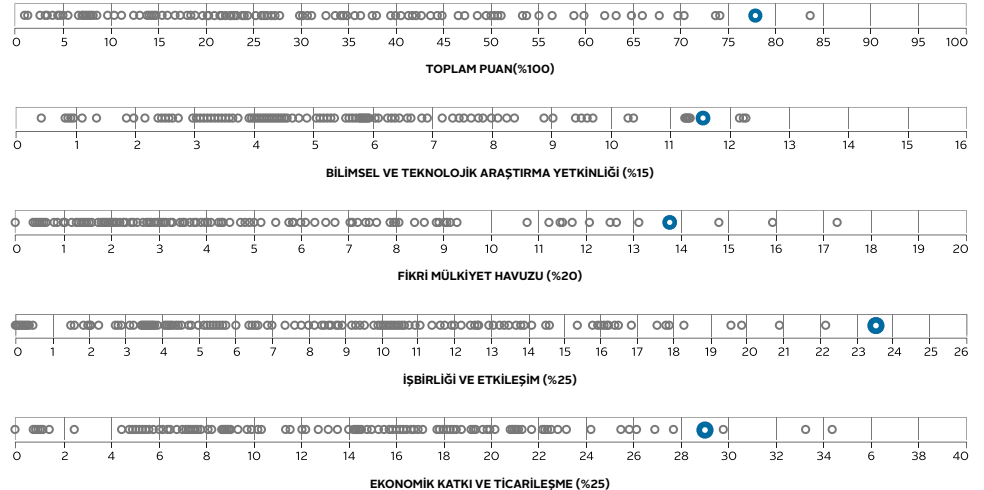 0 5 10 15 20 25 30 35 40 45 50 55 60 65 70 75 80 85 90 95 100
TOPLAM PUAN(%100)
0 1 2 3 4 5 6 7 8 9 10 11 12 13 11 15 16
BİLİMSEL VE TEKNOLOJİK ARAŞTIRMA YETKİNLİĞİ (%15)
0 1 2 3 4 5 6 7 8 9 10 11 12 13 14 15 16 17 18 19 20
FİKRİ MÜLKİYET HAVUZU (%20)
0 1 2 3 4 5 6 7 8 9 10 11 12 13 14 15 16 17 18 19 20 21 22 23 24 25 26
İŞBİRLİĞİ VE ETKİLEŞİM (%25)
0 2 4 6 8 10 12 14 16 18 20 22 24 26 28 30 32 34 6 38 40
EKONOMİK KATKI VE TİCARİLEŞME (%25)